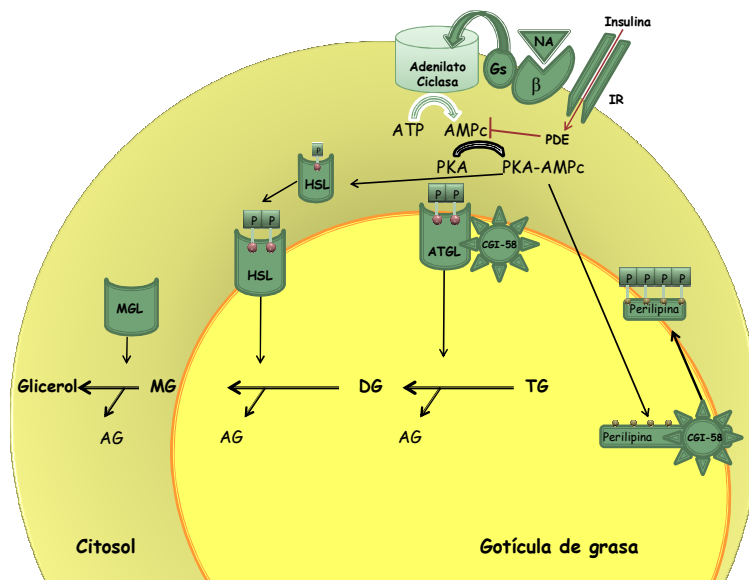 Insulina
NA
Adenilato
Ciclasa
Gs
β
IR
ATP
AMPc
PDE
PKA
PKA-AMPc
P
HSL
P P
HSL
P P
ATGL
CGI-58
MGL
P P P P
Perilipina
Glicerol
MG
DG
TG
AG
AG
AG
Perilipina
CGI-58
Citosol
Gotícula de grasa